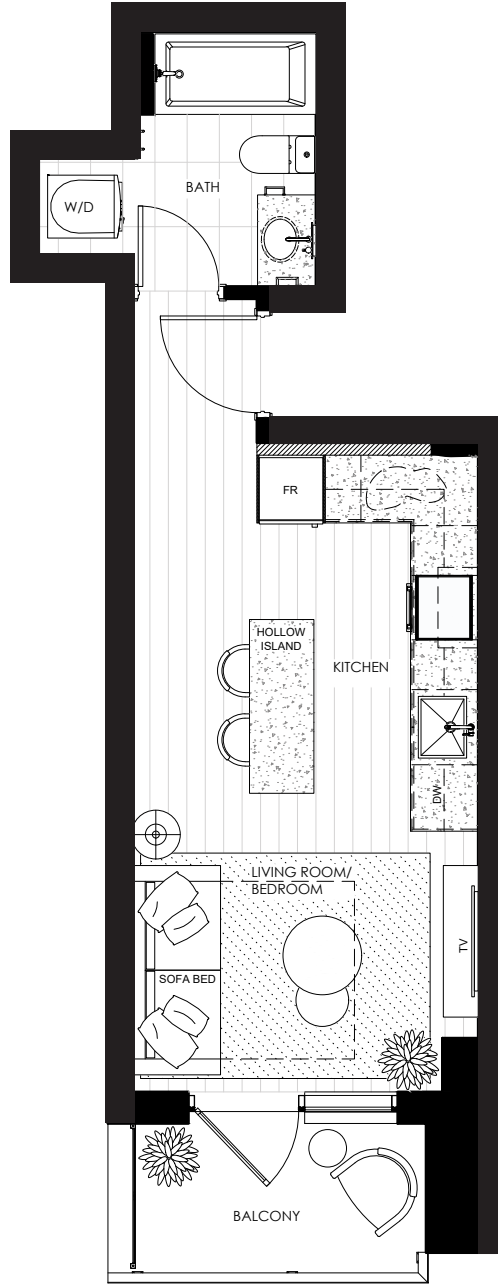 BATH
W/D
FR
HOLLOW
ISLAND
KITCHEN
DW
LIVING ROOM/
BEDROOM
TV
SOFA BED
BALCONY